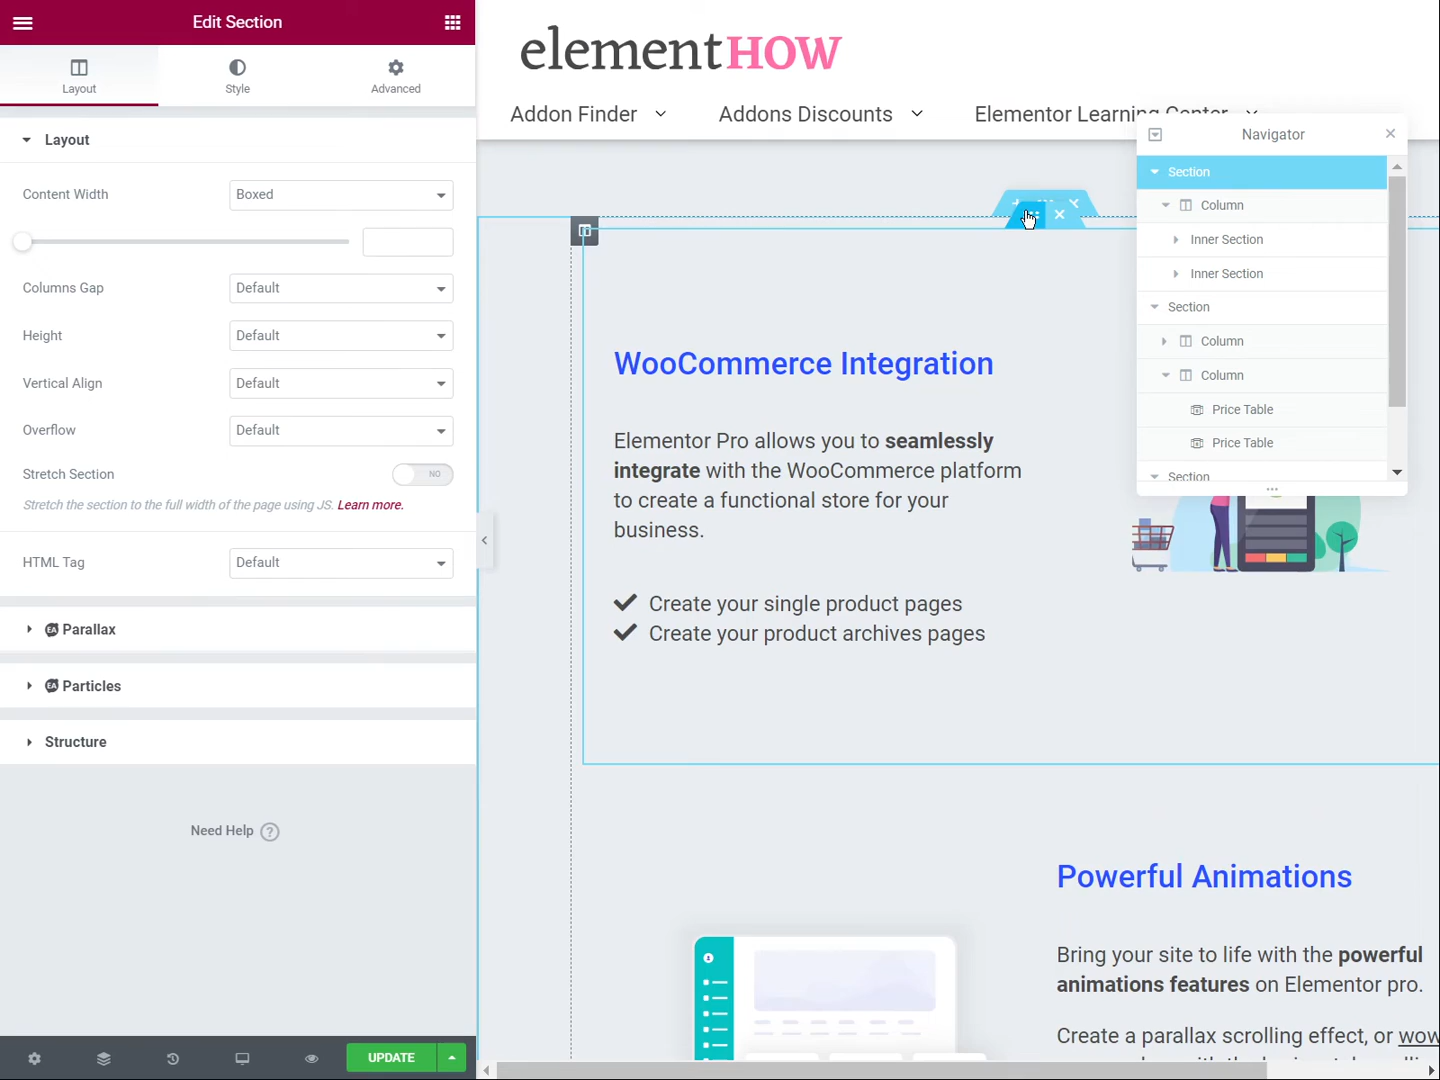 Edit Section
Layout
Style
Advanced
Layout
Content Width
Boxed
Columns Gap
Default
Height
Default
Vertical Align
Default
Overflow
Default
Stretch Section
NO
Stretch the section to the full width of the page using JS. Learn more.
HTML Tag
Default
EA Parallax
EA Particles
Structure
Need Help ?
UPDATE
elementHOW
Addon Finder
Addons Discounts
Elementor Learning Center
Navigator
Section
Column
Inner Section
Inner Section
Section
Column
Column
Price Table
Price Table
Section
WooCommerce Integration
Elementor Pro allows you to seamlessly
integrate with the WooCommerce platform
to create a functional store for your
business.
Create your single product pages
Create your product archives pages
Powerful Animations
Bring your site to life with the powerful
animations features on Elementor pro.
Create a parallax scrolling effect, or wow